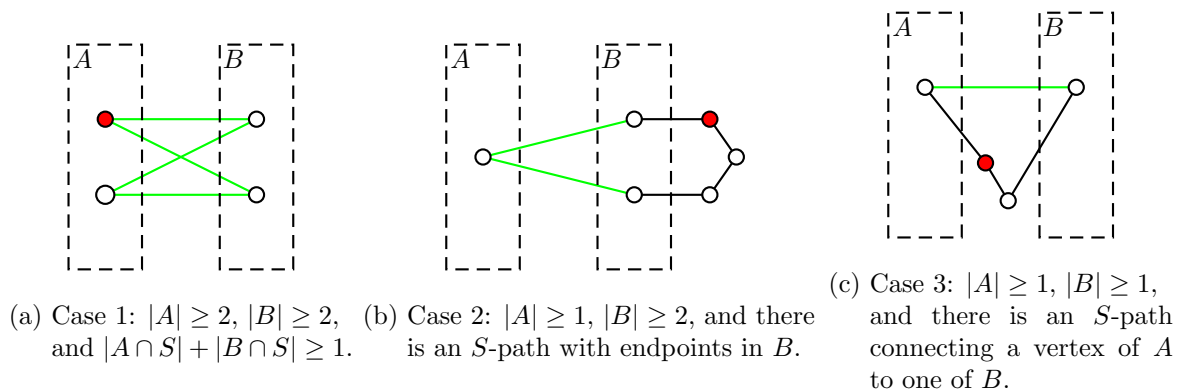 A
B
A
B
A
B
(a) Case 1: |A| ≥ 2, |B| ≥ 2,
and |A ∩ S| + |B ∩ S| ≥ 1.
(b) Case 2: |A| ≥ 1, |B| ≥ 2, and there
is an S-path with endpoints in B.
(c) Case 3: |A| ≥ 1, |B| ≥ 1,
and there is an S-path
connecting a vertex of A
to one of B.